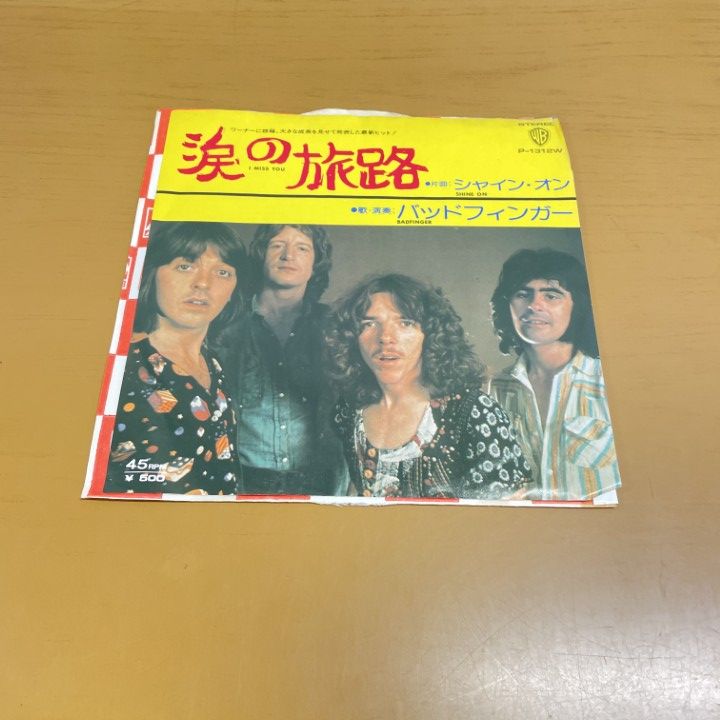 ワーナーに移籍、大きな成長を見せて発表した最新ヒット!
STEREO
WB
P-1312W
涙の旅路
I MISS YOU
●片面:シャイン・オン
SHINE ON
●歌・演奏:バッドフィンガー
BADFINGER
45RPM
¥500